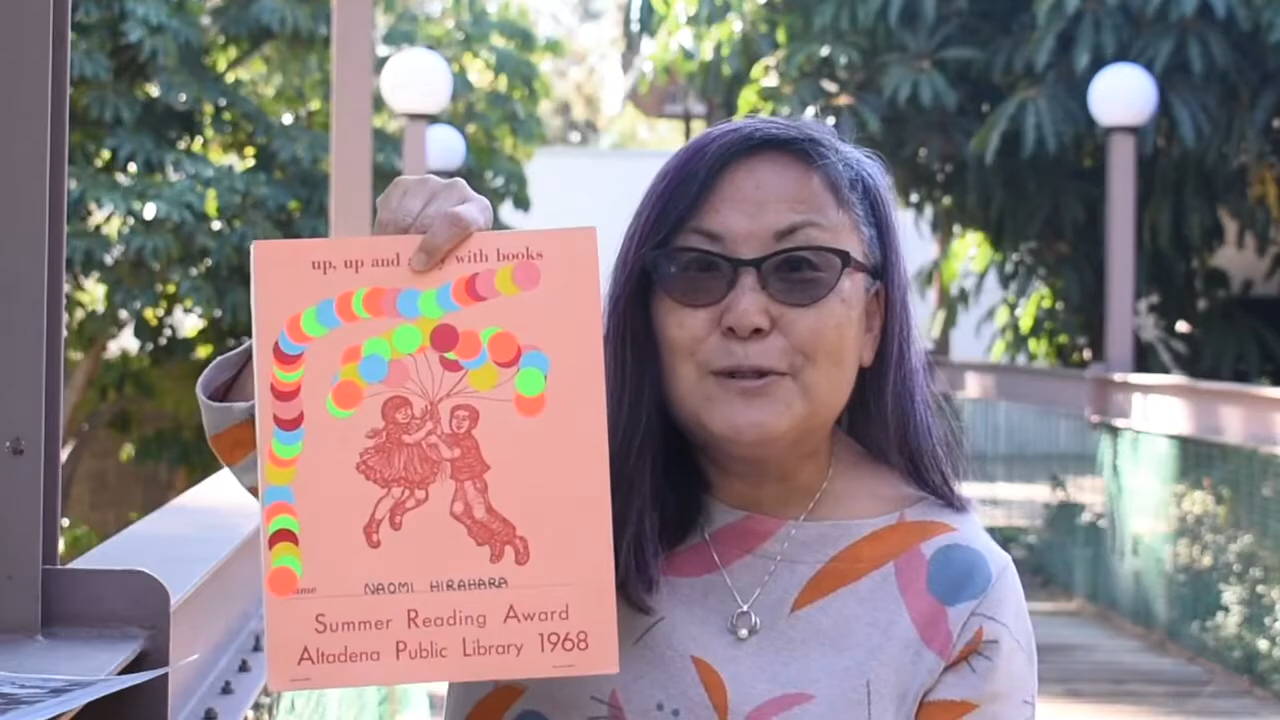 up, up and with books
NAOMI HIRAHARA
Summer Reading Award
Altadena Public Library 1968